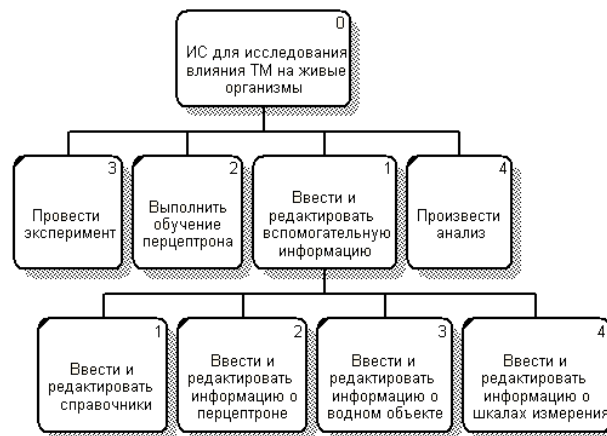 0
ИС для исследования
влияния ТМ на живые
организмы
3
Провести
эксперимент
2
Выполнить
обучение
перцептрона
1
Ввести и
редактировать
вспомогательную
информацию
4
Произвести
анализ
1
Ввести и
редактировать
справочники
2
Ввести и
редактировать
информацию о
перцептроне
3
Ввести и
редактировать
информацию о
водном объекте
4
Ввести и
редактировать
информацию о
шкалах измерения